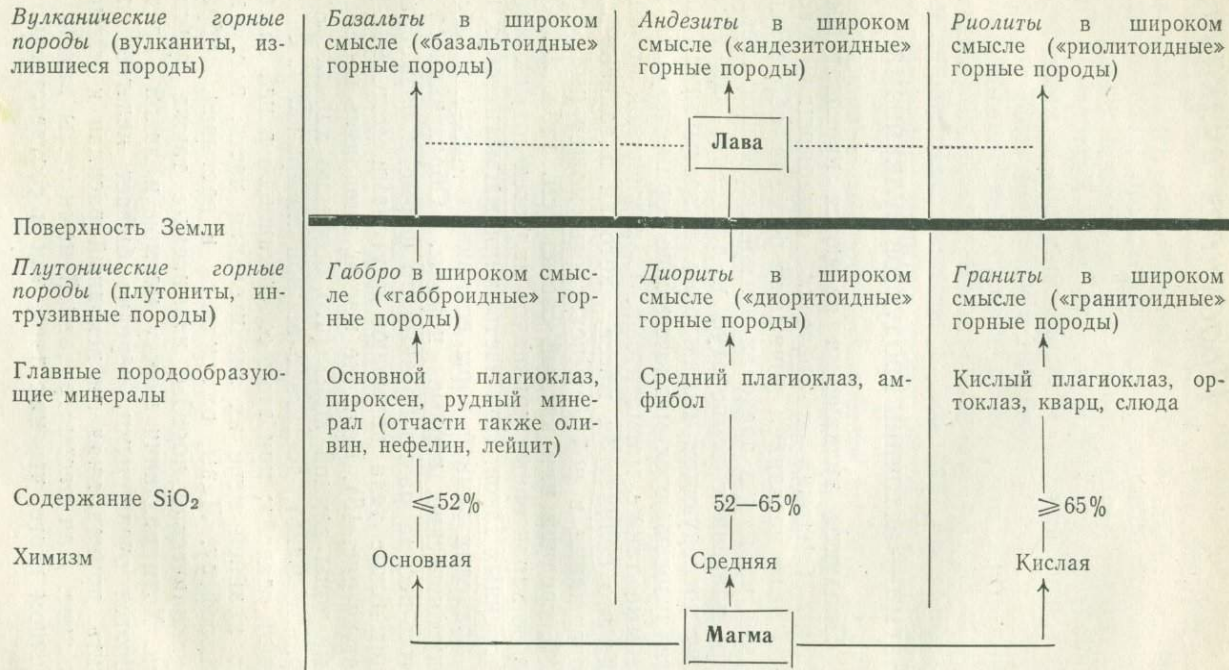 Вулканические горные
породы (вулканиты, из-
лившиеся породы)
Базальты в широком
смысле («базальтоидные»
горные породы)
Андезиты в широком
смысле («андезитоидные»
горные породы)
Риолиты в широком
смысле («риолитоидные»
горные породы)
Лава
Поверхность Земли
Плутонические горные
породы (плутониты, ин-
трузивные породы)
Габбро в широком смыс-
ле («габброидные» гор-
ные породы)
Диориты в широком
смысле («диоритоидные»
горные породы)
Граниты в широком
смысле («гранитоидные»
горные породы)
Главные породообразую-
щие минералы
Основной плагиоклаз,
пироксен, рудный мине-
рал (отчасти также оли-
вин, нефелин, лейцит)
Средний плагиоклаз, ам-
фибол
Кислый плагиоклаз, ор-
токлаз, кварц, слюда
Содержание SiO₂
⩽52%
52—65%
⩾65%
Химизм
Основная
Средняя
Кислая
Магма